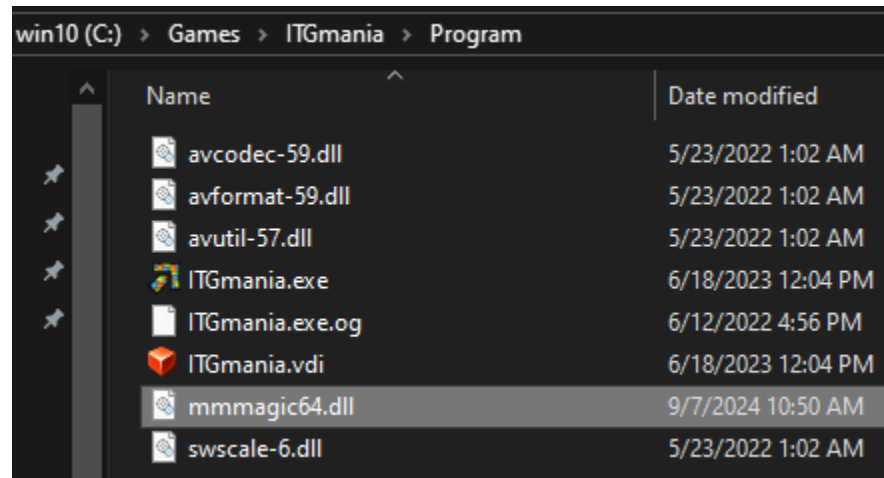 win10 (C:) > Games > ITGmania > Program
Name Date modified
avcodec-59.dll 5/23/2022 1:02 AM
avformat-59.dll 5/23/2022 1:02 AM
avutil-57.dll 5/23/2022 1:02 AM
ITGmania.exe 6/18/2023 12:04 PM
ITGmania.exe.og 6/12/2022 4:56 PM
ITGmania.vdi 6/18/2023 12:04 PM
mmmagic64.dll 9/7/2024 10:50 AM
swscale-6.dll 5/23/2022 1:02 AM